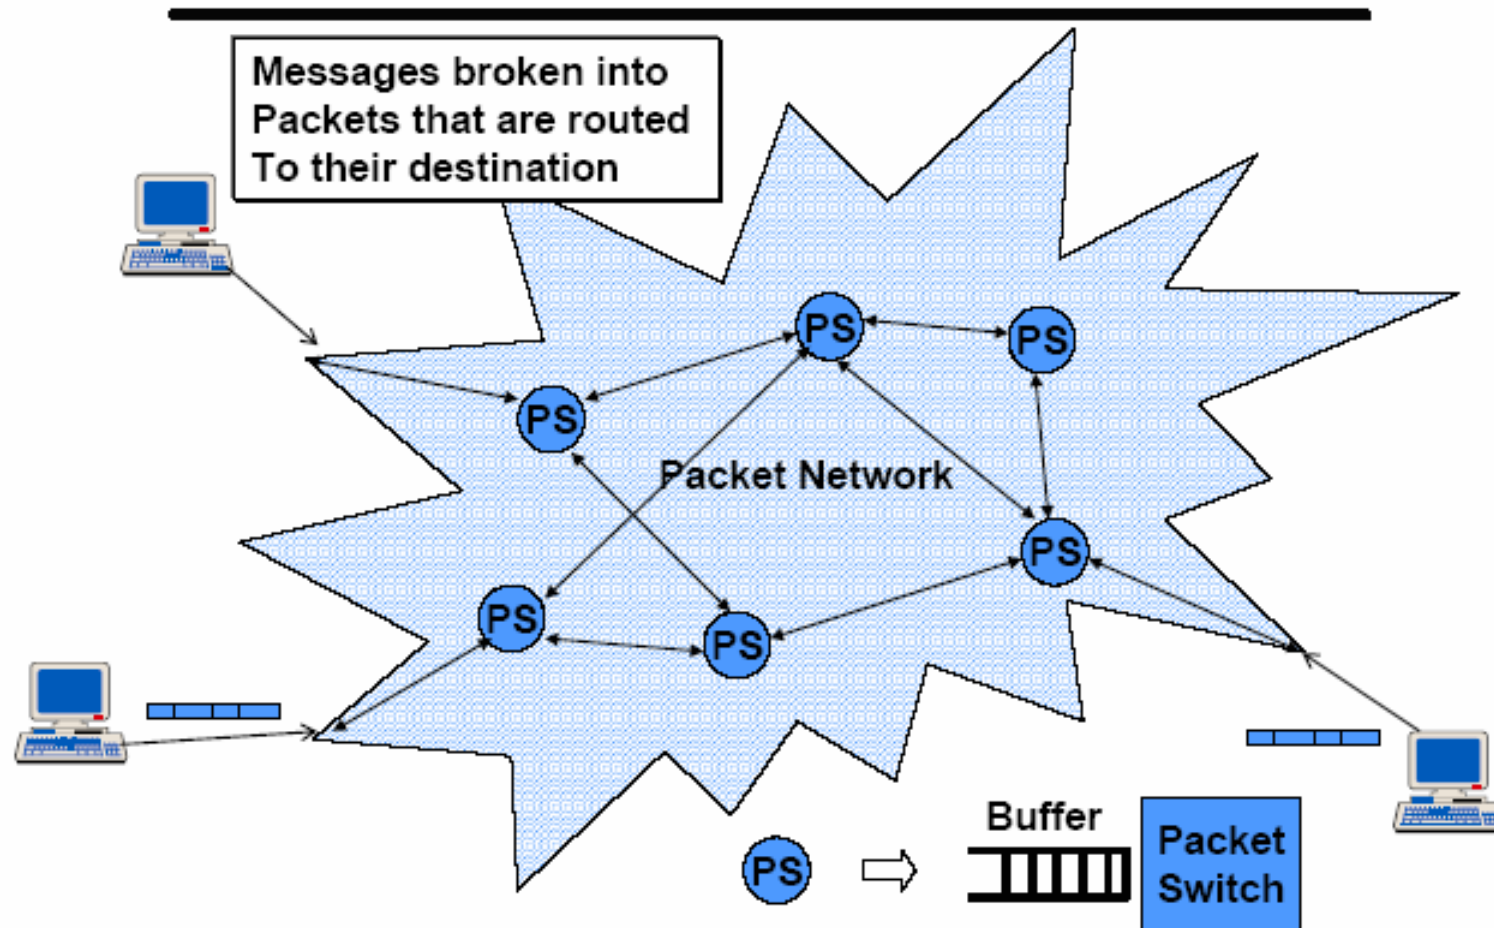 Messages broken into
Packets that are routed
To their destination
PS
PS
PS
Packet Network
PS
PS
PS
PS
Buffer
Packet
Switch